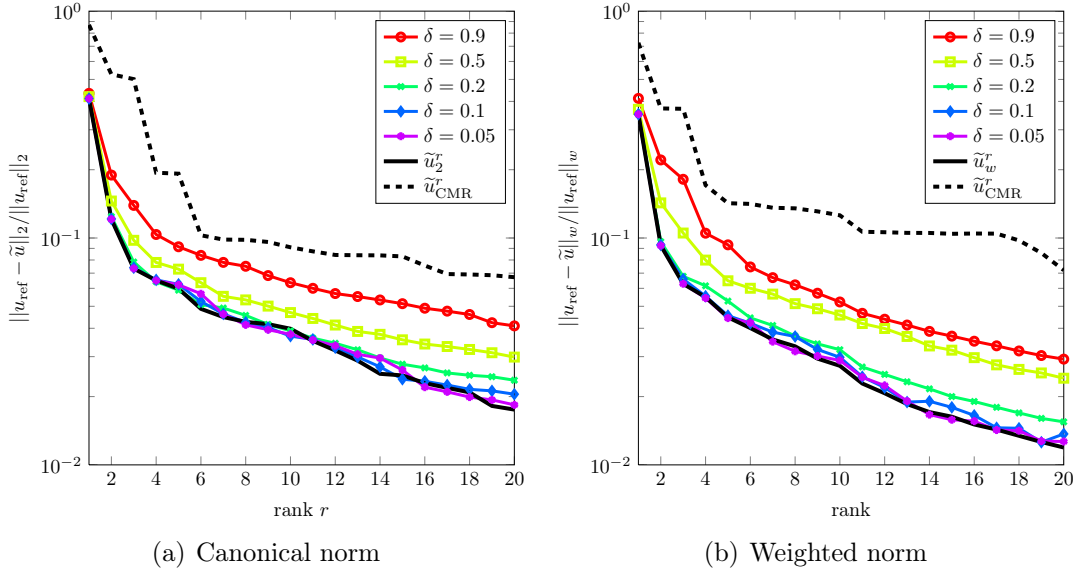 10^0
10^{-1}
10^{-2}
||u_ref − ũ||_2/||u_ref||_2
δ = 0.9
δ = 0.5
δ = 0.2
δ = 0.1
δ = 0.05
ũ_2^r
ũ_CMR^r
2 4 6 8 10 12 14 16 18 20
rank r
(a) Canonical norm
10^0
10^{-1}
10^{-2}
||u_ref − ũ||_w/||u_ref||_w
δ = 0.9
δ = 0.5
δ = 0.2
δ = 0.1
δ = 0.05
ũ_w^r
ũ_CMR^r
2 4 6 8 10 12 14 16 18 20
rank
(b) Weighted norm